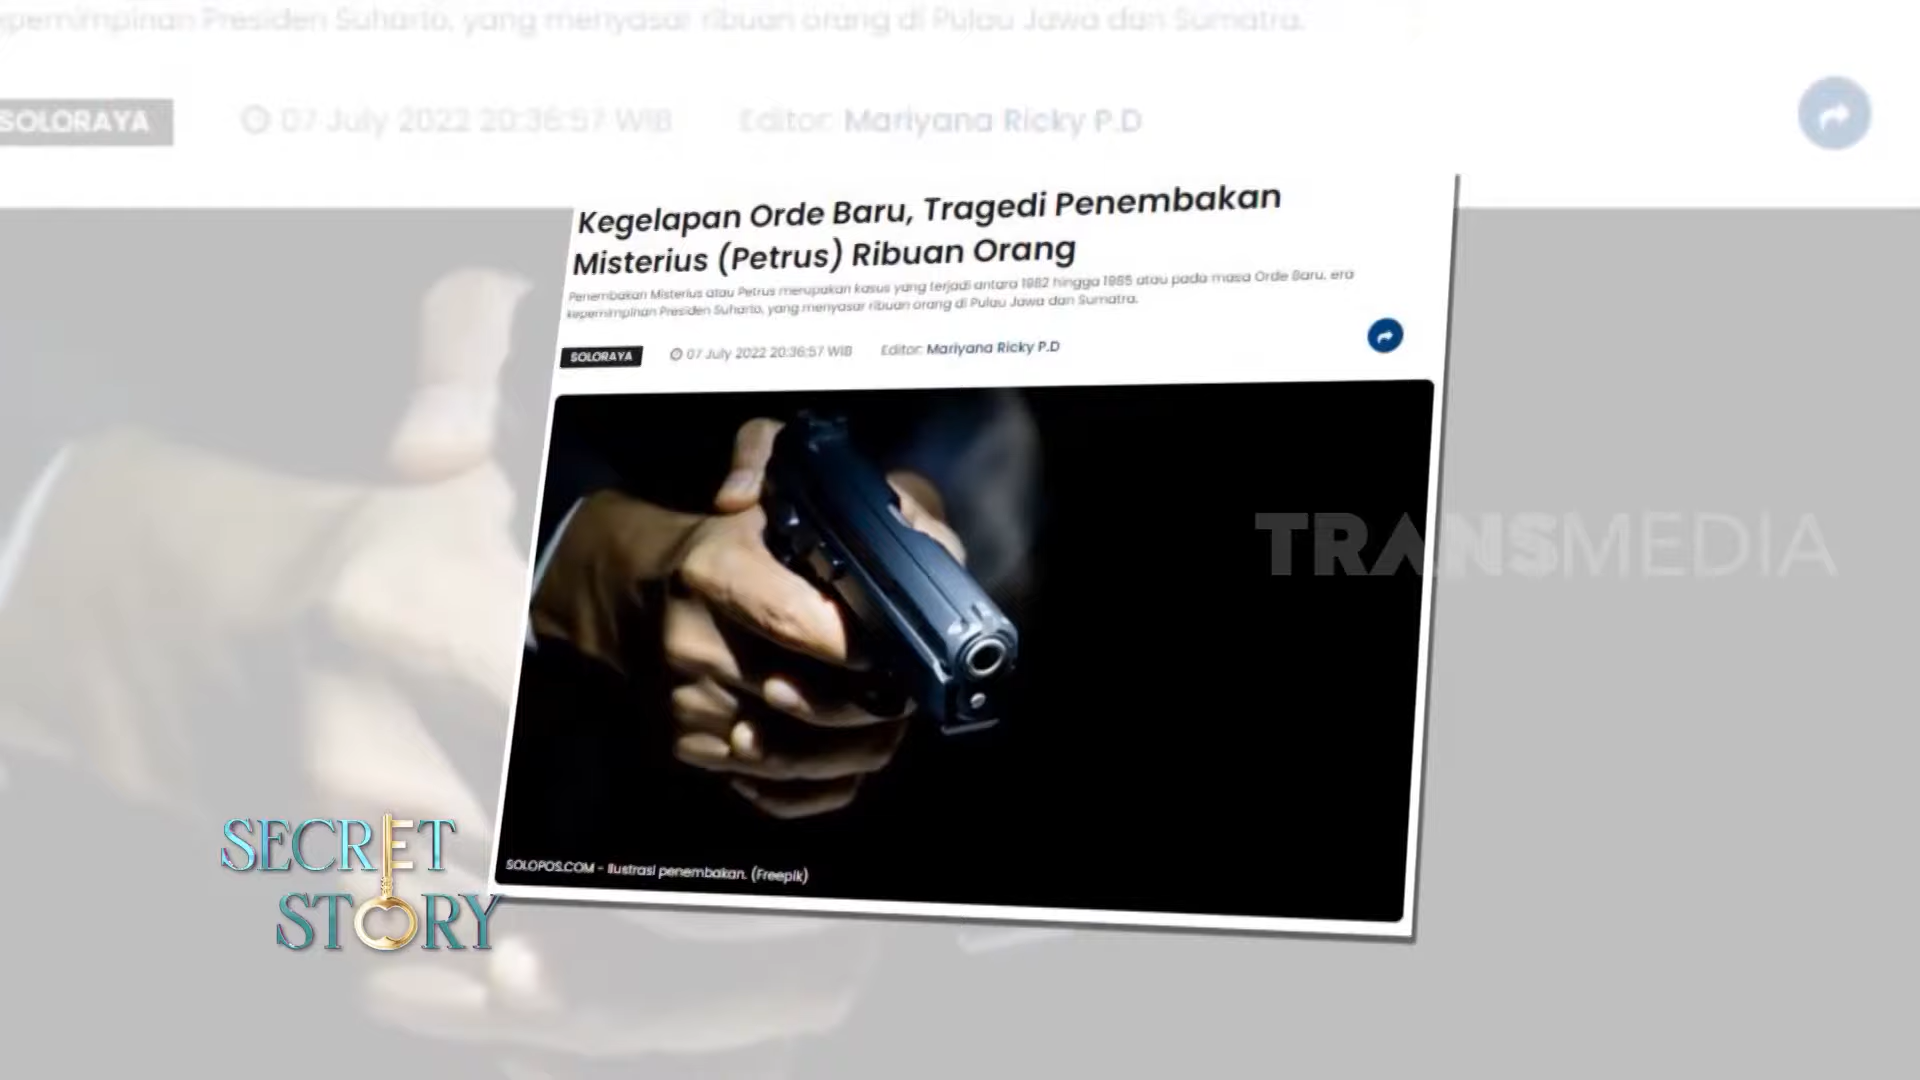 kepemimpinan Presiden Suharto, yang menyasar ribuan orang di Pulau Jawa dan Sumatra.
SOLORAYA 07 July 2022 20:36:57 WIB Editor: Mariyana Ricky P.D
Kegelapan Orde Baru, Tragedi Penembakan
Misterius (Petrus) Ribuan Orang
Penembakan Misterius atau Petrus merupakan kasus yang terjadi antara 1982 hingga 1985 atau pada masa Orde Baru, era
kepemimpinan Presiden Suharto, yang menyasar ribuan orang di Pulau Jawa dan Sumatra.
SOLORAYA 07 July 2022 20:36:57 WIB Editor: Mariyana Ricky P.D
TRANSMEDIA
SOLOPOS.COM - Ilustrasi penembakan. (Freepik)
SECRET
STORY